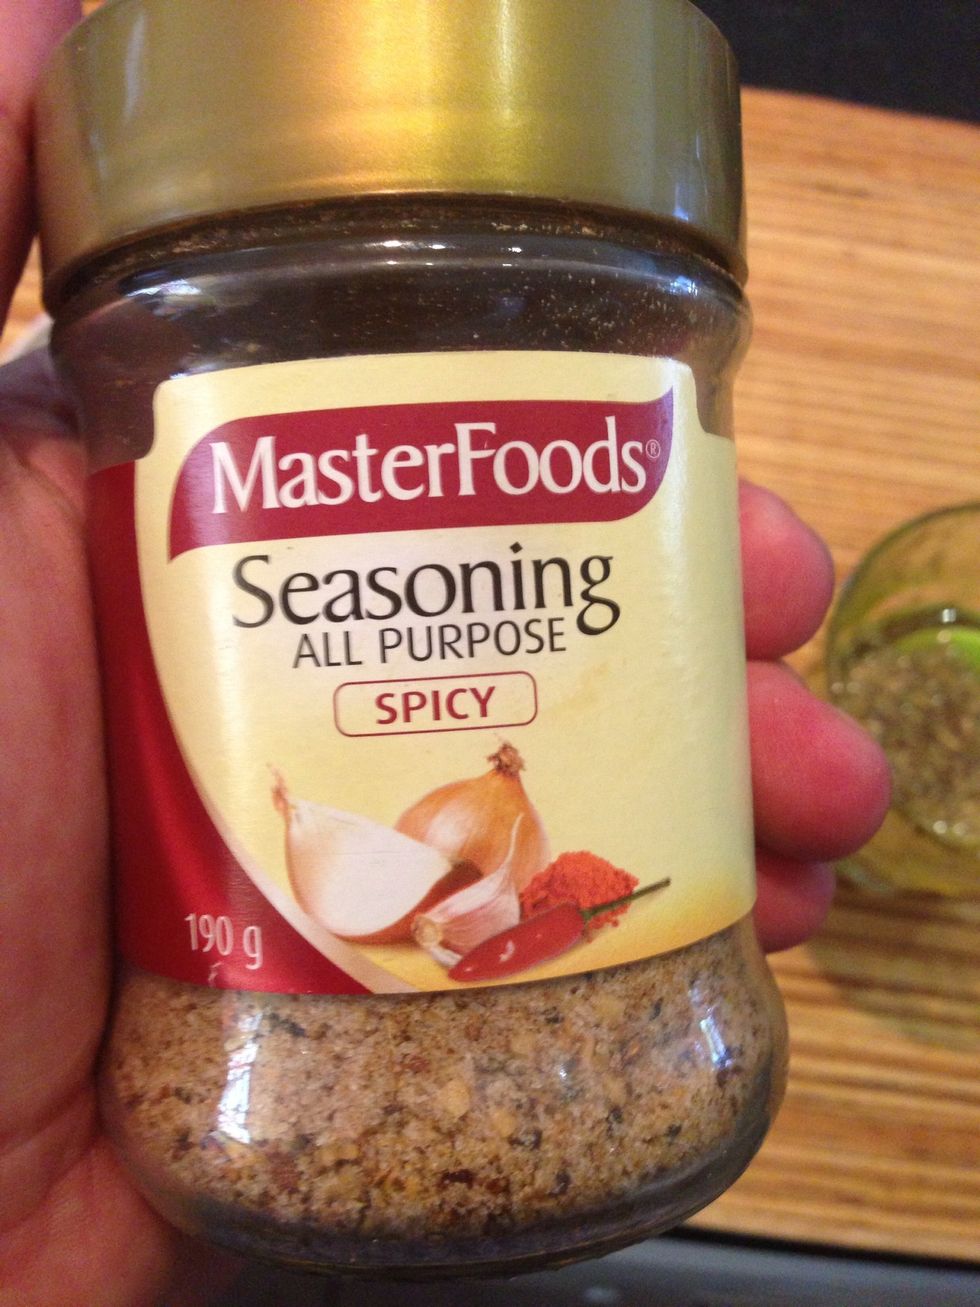 MasterFoods®
Seasoning
ALL PURPOSE
SPICY
190 g